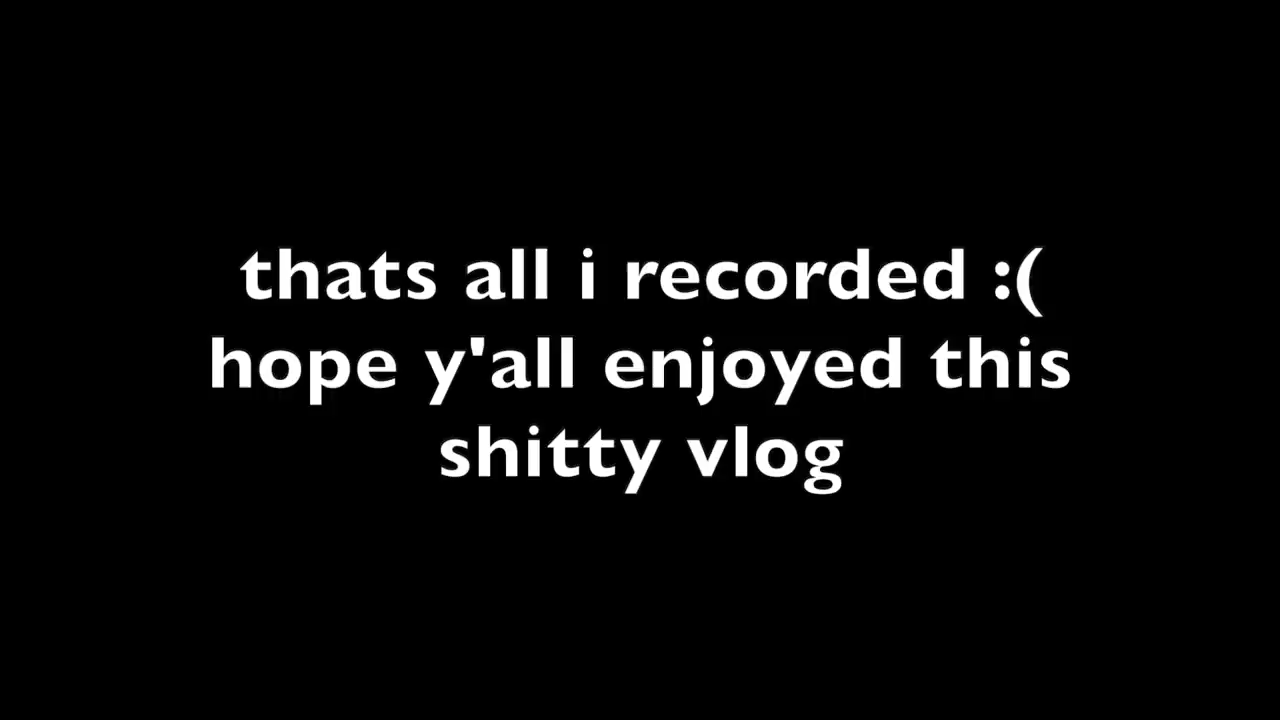 thats all i recorded :(
hope y'all enjoyed this
shitty vlog